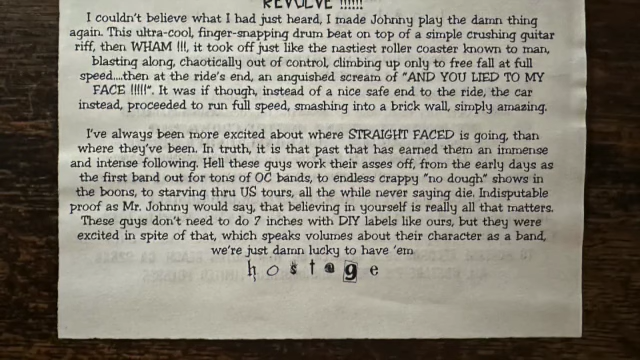 REVOLVE !!!!!!
I couldn't believe what I had just heard, I made Johnny play the damn thing
again. This ultra-cool, finger-snapping drum beat on top of a simple crushing guitar
riff, then WHAM !!!, it took off just like the nastiest roller coaster known to man,
blasting along, chaotically out of control, climbing up only to free fall at full
speed....then at the ride's end, an anguished scream of "AND YOU LIED TO MY
FACE !!!!!". It was if though, instead of a nice safe end to the ride, the car
instead, proceeded to run full speed, smashing into a brick wall, simply amazing.
I've always been more excited about where STRAIGHT FACED is going, than
where they've been. In truth, it is that past that has earned them an immense
and intense following. Hell these guys work their asses off, from the early days as
the first band out for tons of OC bands, to endless crappy "no dough" shows in
the boons, to starving thru US tours, all the while never saying die. Indisputable
proof as Mr. Johnny would say, that believing in yourself is really all that matters.
These guys don't need to do 7 inches with DIY labels like ours, but they were
excited in spite of that, which speaks volumes about their character as a band,
we're just damn lucky to have 'em
hostage